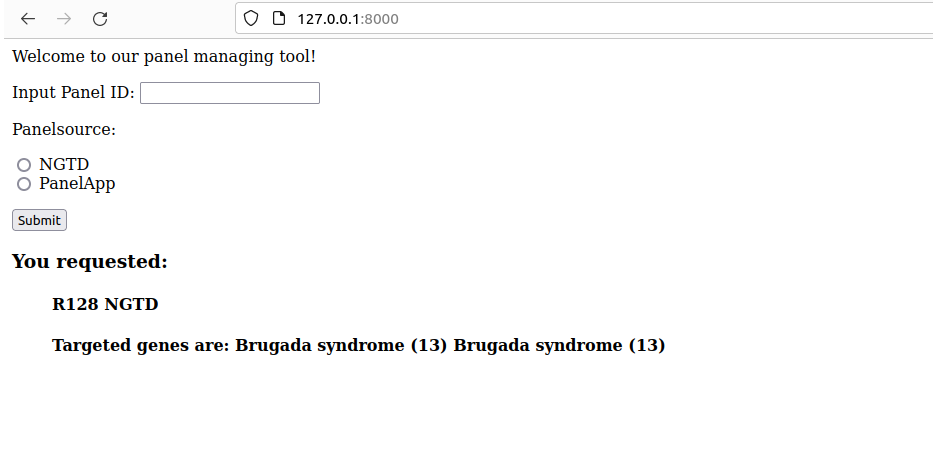 127.0.0.1:8000
Welcome to our panel managing tool!
Input Panel ID:
Panelsource:
NGTD
PanelApp
Submit
You requested:
R128 NGTD
Targeted genes are: Brugada syndrome (13) Brugada syndrome (13)